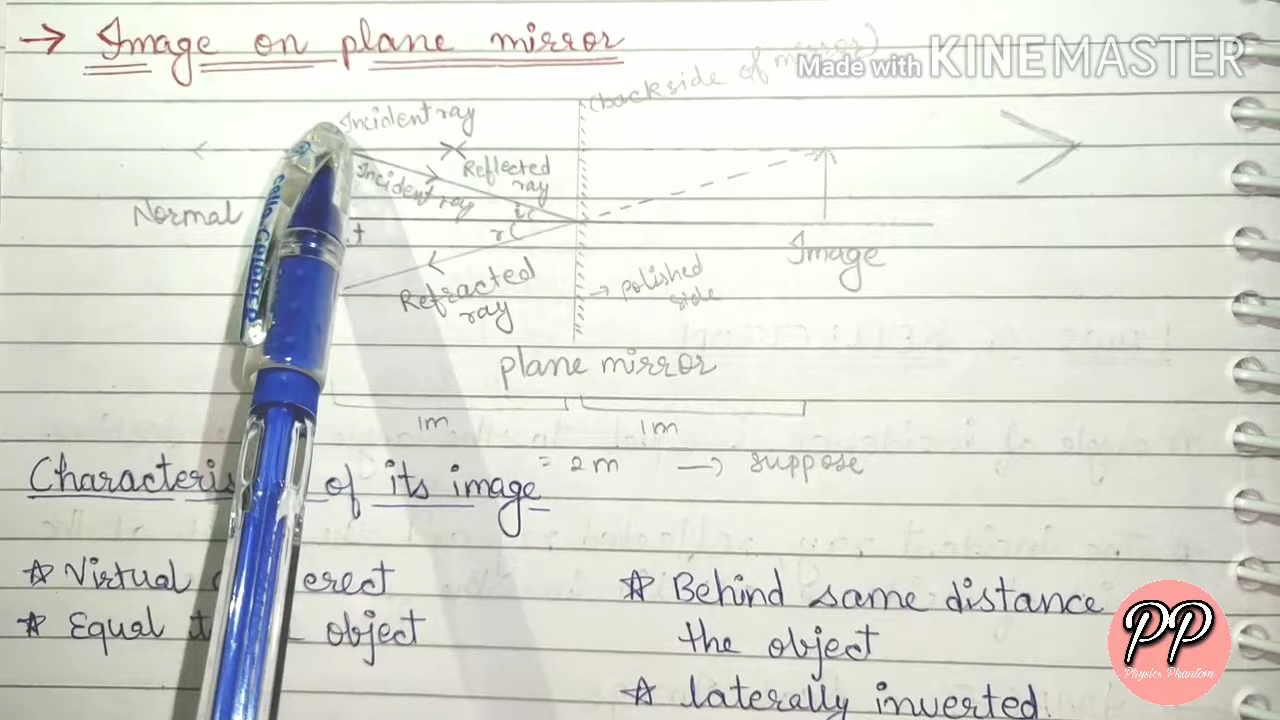 → Image on plane mirror
Made with KINEMASTER
(backside of mirror)
Incident ray
Reflected
ray
Incident ray
Normal
i
r
Refracted
ray
→ polished
side
Image
plane mirror
1m 1m
= 2m → suppose
of its image
☆ Virtual erect
☆ Equal object
☆ Behind same distance
the object
☆ laterally inverted.
cello
PP
Physics Phantom